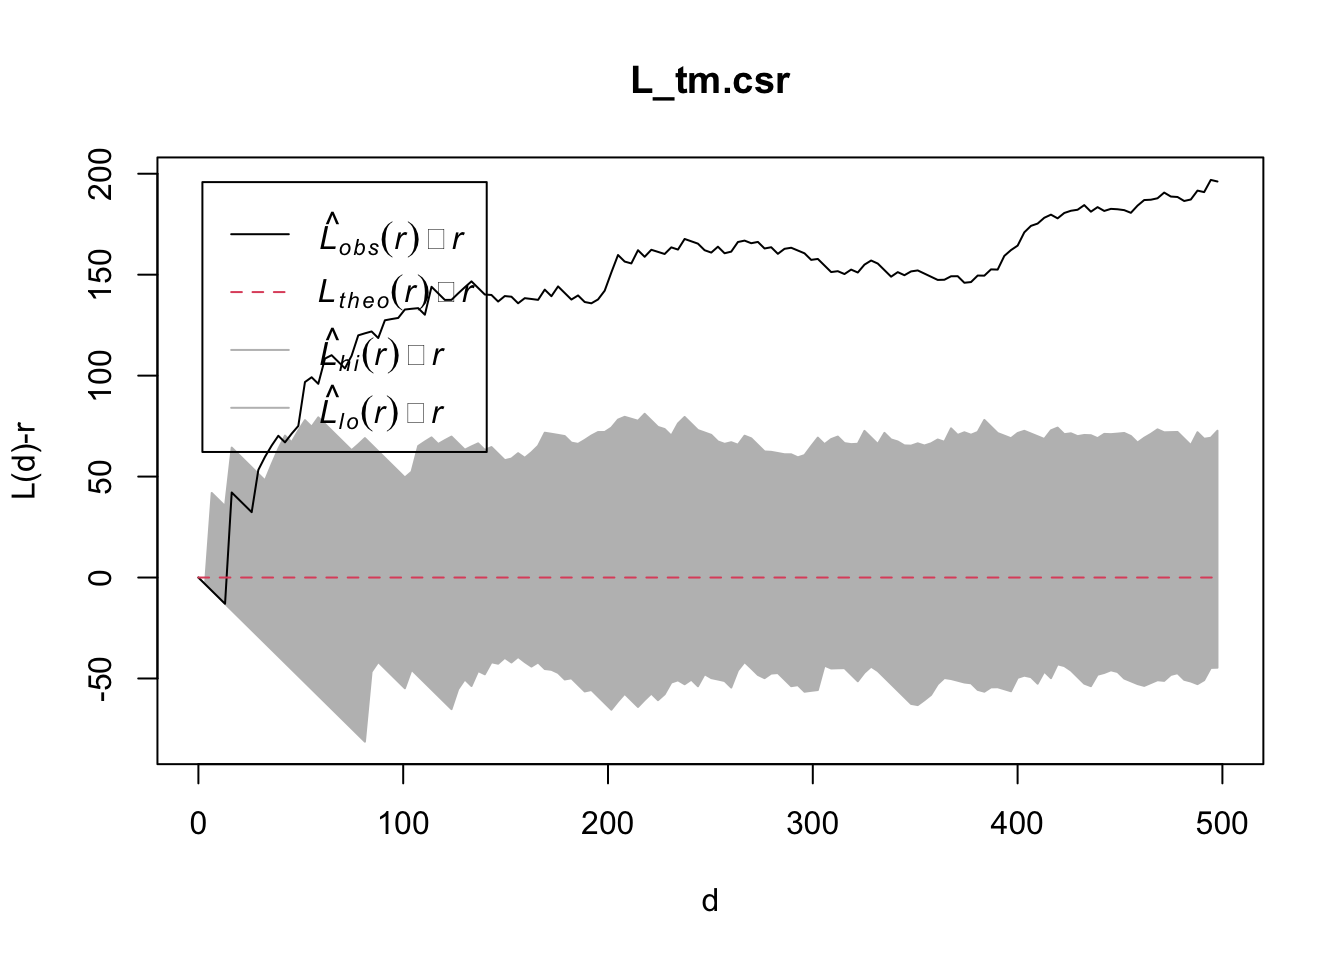 L_tm.csr
L(d)-r
200
150
100
50
0
-50
L̂obs(r) □ r
Ltheo(r) □ r
L̂hi(r) □ r
L̂lo(r) □ r
0 100 200 300 400 500
d